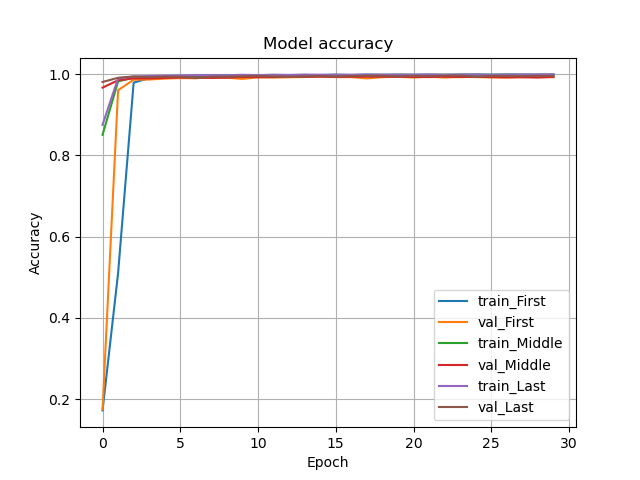 Model accuracy
Accuracy
1.0
0.8
0.6
0.4
0.2
0
5
10
15
20
25
30
Epoch
train_First
val_First
train_Middle
val_Middle
train_Last
val_Last